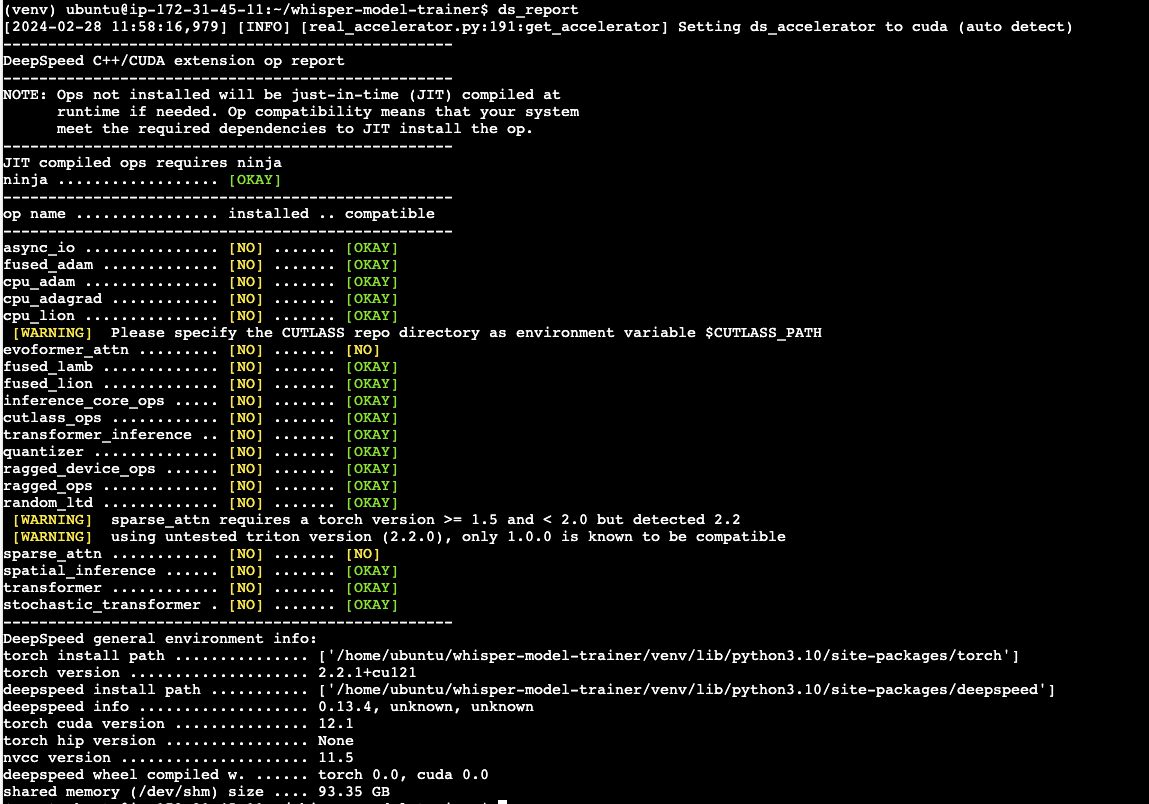 (venv) ubuntu@ip-172-31-45-11:~/whisper-model-trainer$ ds_report
[2024-02-28 11:58:16,979] [INFO] [real_accelerator.py:191:get_accelerator] Setting ds_accelerator to cuda (auto detect)
--------------------------------------------------
DeepSpeed C++/CUDA extension op report
--------------------------------------------------
NOTE: Ops not installed will be just-in-time (JIT) compiled at
      runtime if needed. Op compatibility means that your system
      meet the required dependencies to JIT install the op.
--------------------------------------------------
JIT compiled ops requires ninja
ninja .................. [OKAY]
--------------------------------------------------
op name ................ installed .. compatible
--------------------------------------------------
async_io ............... [NO] ....... [OKAY]
fused_adam ............. [NO] ....... [OKAY]
cpu_adam ............... [NO] ....... [OKAY]
cpu_adagrad ............ [NO] ....... [OKAY]
cpu_lion ............... [NO] ....... [OKAY]
 [WARNING]  Please specify the CUTLASS repo directory as environment variable $CUTLASS_PATH
evoformer_attn ......... [NO] ....... [NO]
fused_lamb ............. [NO] ....... [OKAY]
fused_lion ............. [NO] ....... [OKAY]
inference_core_ops ..... [NO] ....... [OKAY]
cutlass_ops ............ [NO] ....... [OKAY]
transformer_inference .. [NO] ....... [OKAY]
quantizer .............. [NO] ....... [OKAY]
ragged_device_ops ...... [NO] ....... [OKAY]
ragged_ops ............. [NO] ....... [OKAY]
random_ltd ............. [NO] ....... [OKAY]
 [WARNING]  sparse_attn requires a torch version >= 1.5 and < 2.0 but detected 2.2
 [WARNING]  using untested triton version (2.2.0), only 1.0.0 is known to be compatible
sparse_attn ............ [NO] ....... [NO]
spatial_inference ...... [NO] ....... [OKAY]
transformer ............ [NO] ....... [OKAY]
stochastic_transformer . [NO] ....... [OKAY]
--------------------------------------------------
DeepSpeed general environment info:
torch install path ............... ['/home/ubuntu/whisper-model-trainer/venv/lib/python3.10/site-packages/torch']
torch version .................... 2.2.1+cu121
deepspeed install path ........... ['/home/ubuntu/whisper-model-trainer/venv/lib/python3.10/site-packages/deepspeed']
deepspeed info ................... 0.13.4, unknown, unknown
torch cuda version ............... 12.1
torch hip version ................ None
nvcc version ..................... 11.5
deepspeed wheel compiled w. ...... torch 0.0, cuda 0.0
shared memory (/dev/shm) size .... 93.35 GB